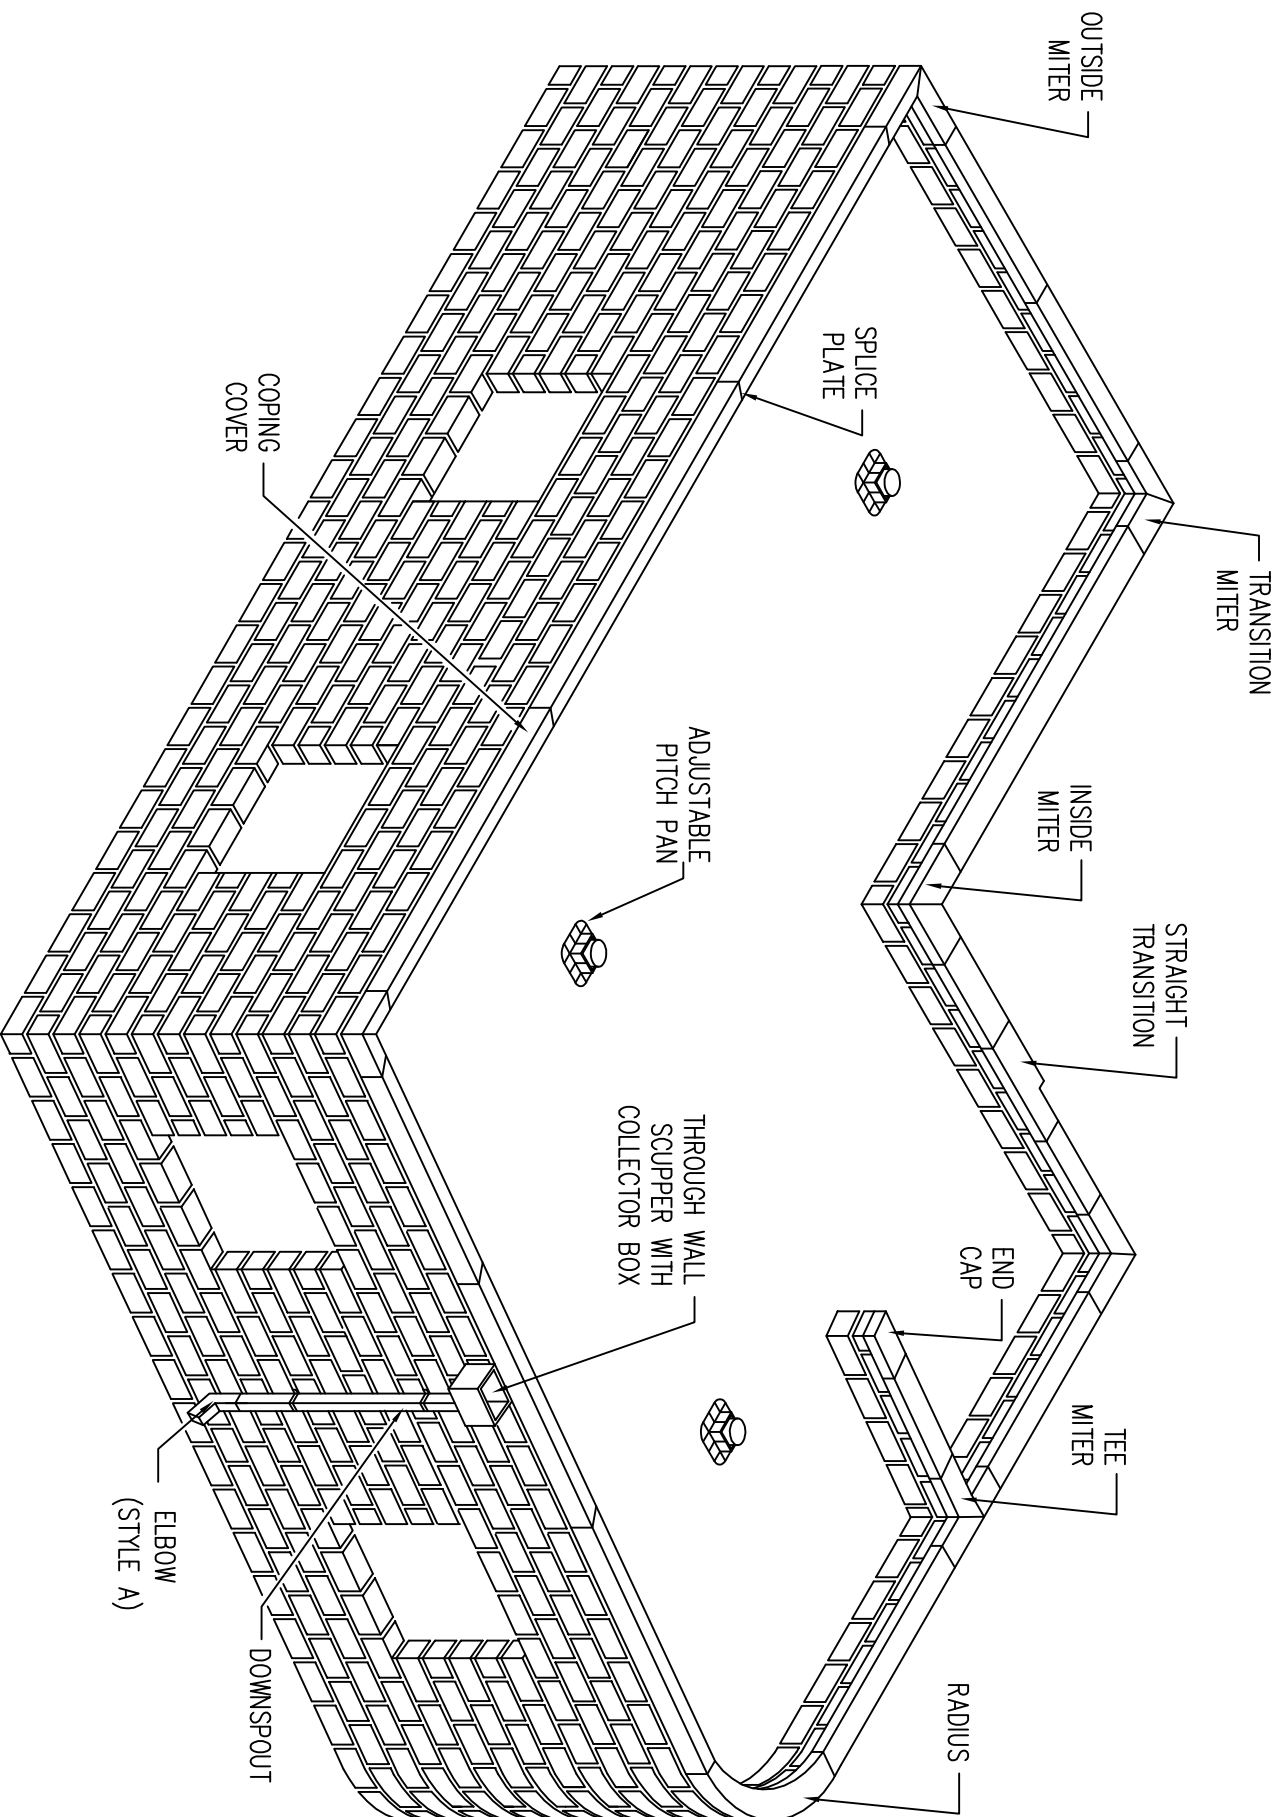 OUTSIDE
MITER
TRANSITION
MITER
SPLICE
PLATE
COPING
COVER
ADJUSTABLE
PITCH PAN
INSIDE
MITER
STRAIGHT
TRANSITION
THROUGH WALL
SCUPPER WITH
COLLECTOR BOX
END
CAP
TEE
MITER
ELBOW
(STYLE A)
DOWNSPOUT
RADIUS